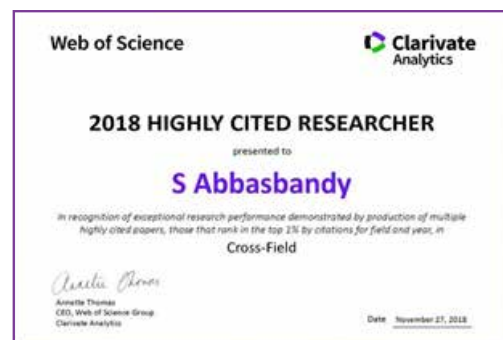 Web of Science
Clarivate
Analytics
2018 HIGHLY CITED RESEARCHER
presented to
S Abbasbandy
In recognition of exceptional research performance demonstrated by production of multiple
highly cited papers, those that rank in the top 1% by citations for field and year, in
Cross-Field
Annette Thomas
Annette Thomas
CEO, Web of Science Group
Clarivate Analytics
Date November 27, 2018